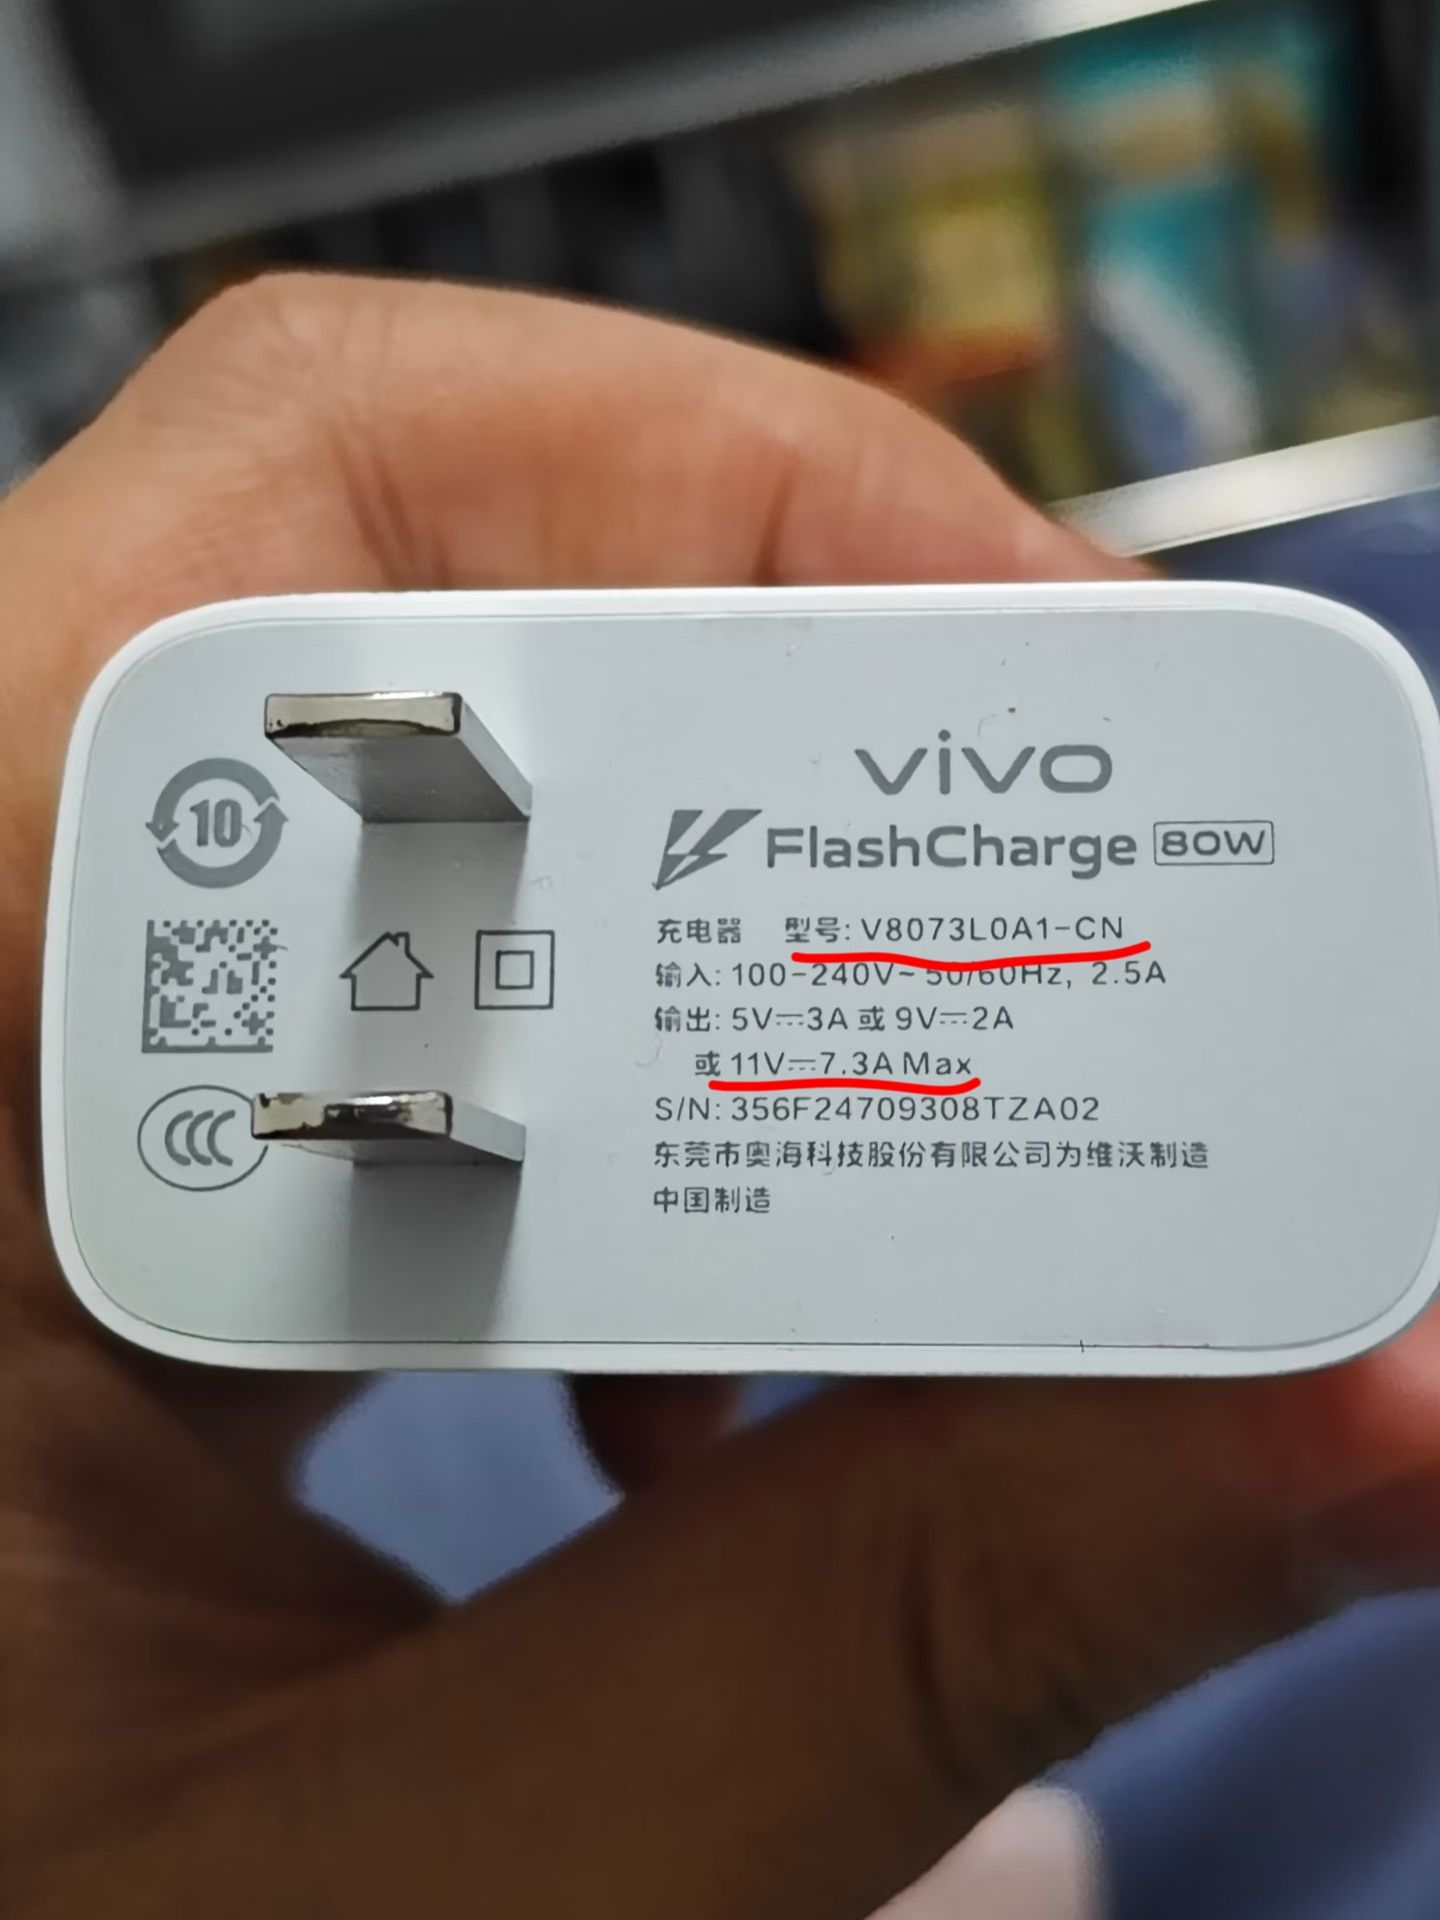 10
vivo
FlashCharge 80W
充电器 型号: V8073L0A1-CN
输入: 100-240V~ 50/60Hz, 2.5A
输出: 5V⎓3A 或 9V⎓2A
或 11V⎓7.3A Max
S/N: 356F24709308TZA02
东莞市奥海科技股份有限公司为维沃制造
中国制造
CCC